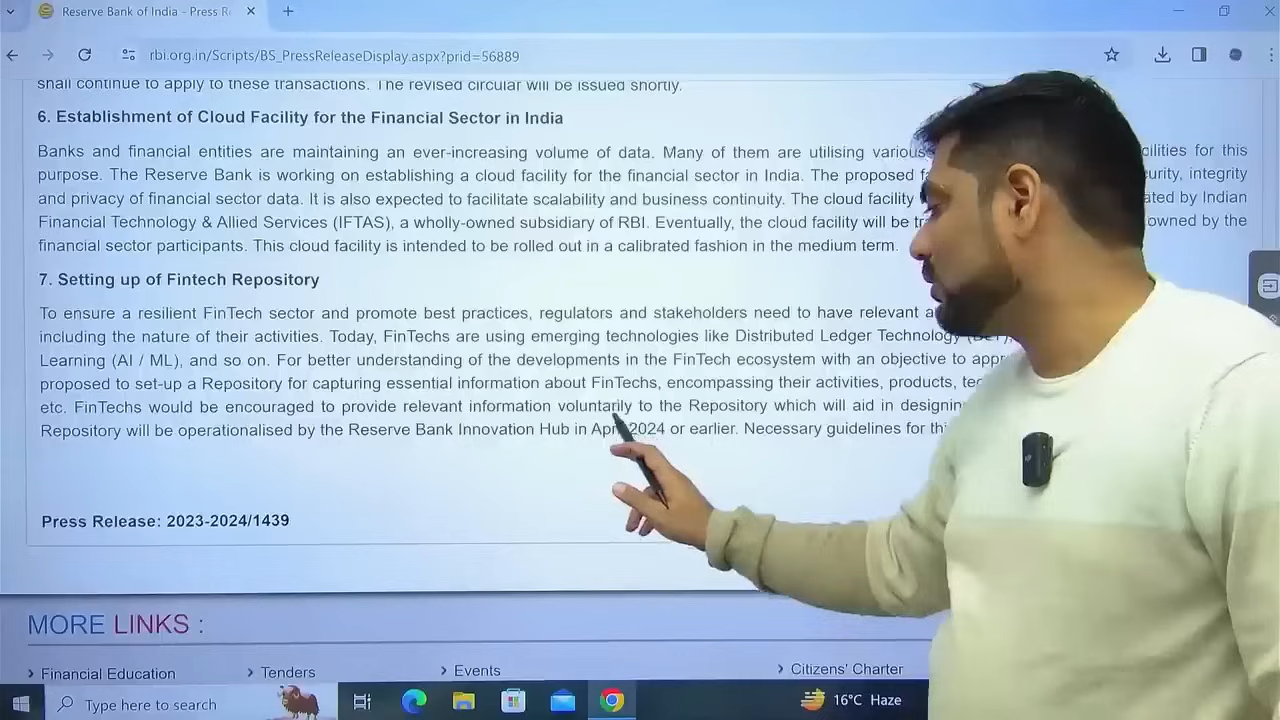 Reserve Bank of India - Press R
rbi.org.in/Scripts/BS_PressReleaseDisplay.aspx?prid=56889
shall continue to apply to these transactions. The revised circular will be issued shortly.
6. Establishment of Cloud Facility for the Financial Sector in India
Banks and financial entities are maintaining an ever-increasing volume of data. Many of them are utilising various cilities for this
purpose. The Reserve Bank is working on establishing a cloud facility for the financial sector in India. The proposed urity, integrity
and privacy of financial sector data. It is also expected to facilitate scalability and business continuity. The cloud facility ated by Indian
Financial Technology & Allied Services (IFTAS), a wholly-owned subsidiary of RBI. Eventually, the cloud facility will be owned by the
financial sector participants. This cloud facility is intended to be rolled out in a calibrated fashion in the medium term.
7. Setting up of Fintech Repository
To ensure a resilient FinTech sector and promote best practices, regulators and stakeholders need to have relevant
including the nature of their activities. Today, FinTechs are using emerging technologies like Distributed Ledger Technology
Learning (AI / ML), and so on. For better understanding of the developments in the FinTech ecosystem with an objective to appr
proposed to set-up a Repository for capturing essential information about FinTechs, encompassing their activities, products, tec
etc. FinTechs would be encouraged to provide relevant information voluntarily to the Repository which will aid in designin
Repository will be operationalised by the Reserve Bank Innovation Hub in April 2024 or earlier. Necessary guidelines for thi
Press Release: 2023-2024/1439
MORE LINKS :
Financial Education Tenders Events Citizens' Charter
Type here to search 16°C Haze